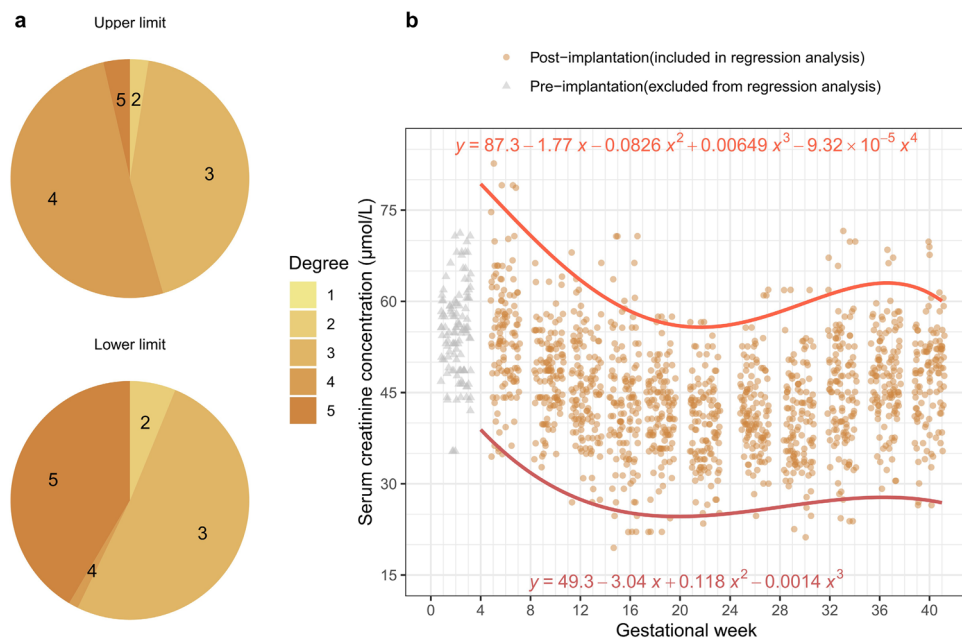 a
Upper limit
5
2
3
4
Lower limit
2
5
3
4
Degree
1
2
3
4
5
b
Post−implantation(included in regression analysis)
Pre−implantation(excluded from regression analysis)
y = 87.3 − 1.77 x − 0.0826 x² + 0.00649 x³ − 9.32 × 10⁻⁵ x⁴
Serum creatinine concentration (μmol/L)
75
60
45
30
15
y = 49.3 − 3.04 x + 0.118 x² − 0.0014 x³
0 4 8 12 16 20 24 28 32 36 40
Gestational week